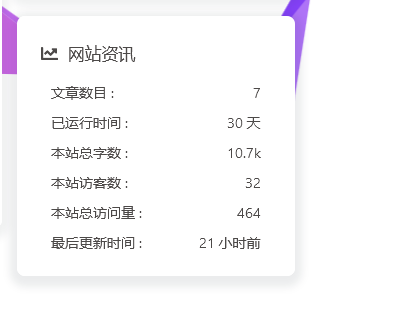 网站资讯
文章数目 : 7
已运行时间 : 30 天
本站总字数 : 10.7k
本站访客数 : 32
本站总访问量 : 464
最后更新时间 : 21 小时前